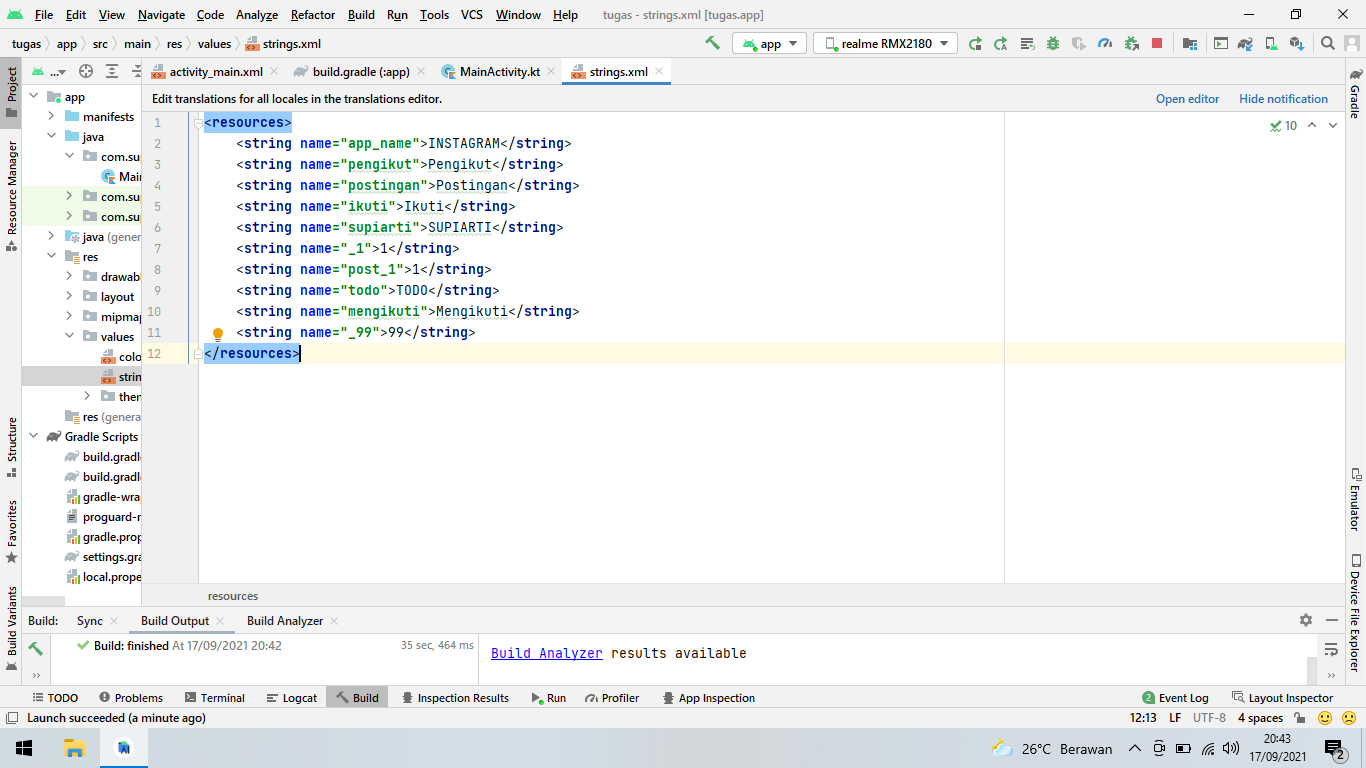 File Edit View Navigate Code Analyze Refactor Build Run Tools VCS Window Help tugas - strings.xml [tugas.app]
tugas app src main res values strings.xml app realme RMX2180
... activity_main.xml build.gradle (:app) MainActivity.kt strings.xml
Edit translations for all locales in the translations editor. Open editor Hide notification
Project
Resource Manager
Structure
Favorites
Build Variants
app
manifests
java
com.sup
Mair
com.sup
com.sup
java (gener
res
drawabl
layout
mipmap
values
colo
strin
then
res (genera
Gradle Scripts
build.gradl
build.gradl
gradle-wra
proguard-r
gradle.prop
settings.gra
local.prope
1 <resources>
2 <string name="app_name">INSTAGRAM</string>
3 <string name="pengikut">Pengikut</string>
4 <string name="postingan">Postingan</string>
5 <string name="ikuti">Ikuti</string>
6 <string name="supiarti">SUPIARTI</string>
7 <string name="_1">1</string>
8 <string name="post_1">1</string>
9 <string name="todo">TODO</string>
10 <string name="mengikuti">Mengikuti</string>
11 <string name="_99">99</string>
12 </resources>
10
resources
Gradle
Emulator
Device File Explorer
Build: Sync Build Output Build Analyzer
Build: finished At 17/09/2021 20:42 35 sec, 464 ms
Build Analyzer results available
TODO Problems Terminal Logcat Build Inspection Results Run Profiler App Inspection 2 Event Log Layout Inspector
Launch succeeded (a minute ago) 12:13 LF UTF-8 4 spaces
26°C Berawan 20:43
17/09/2021
2